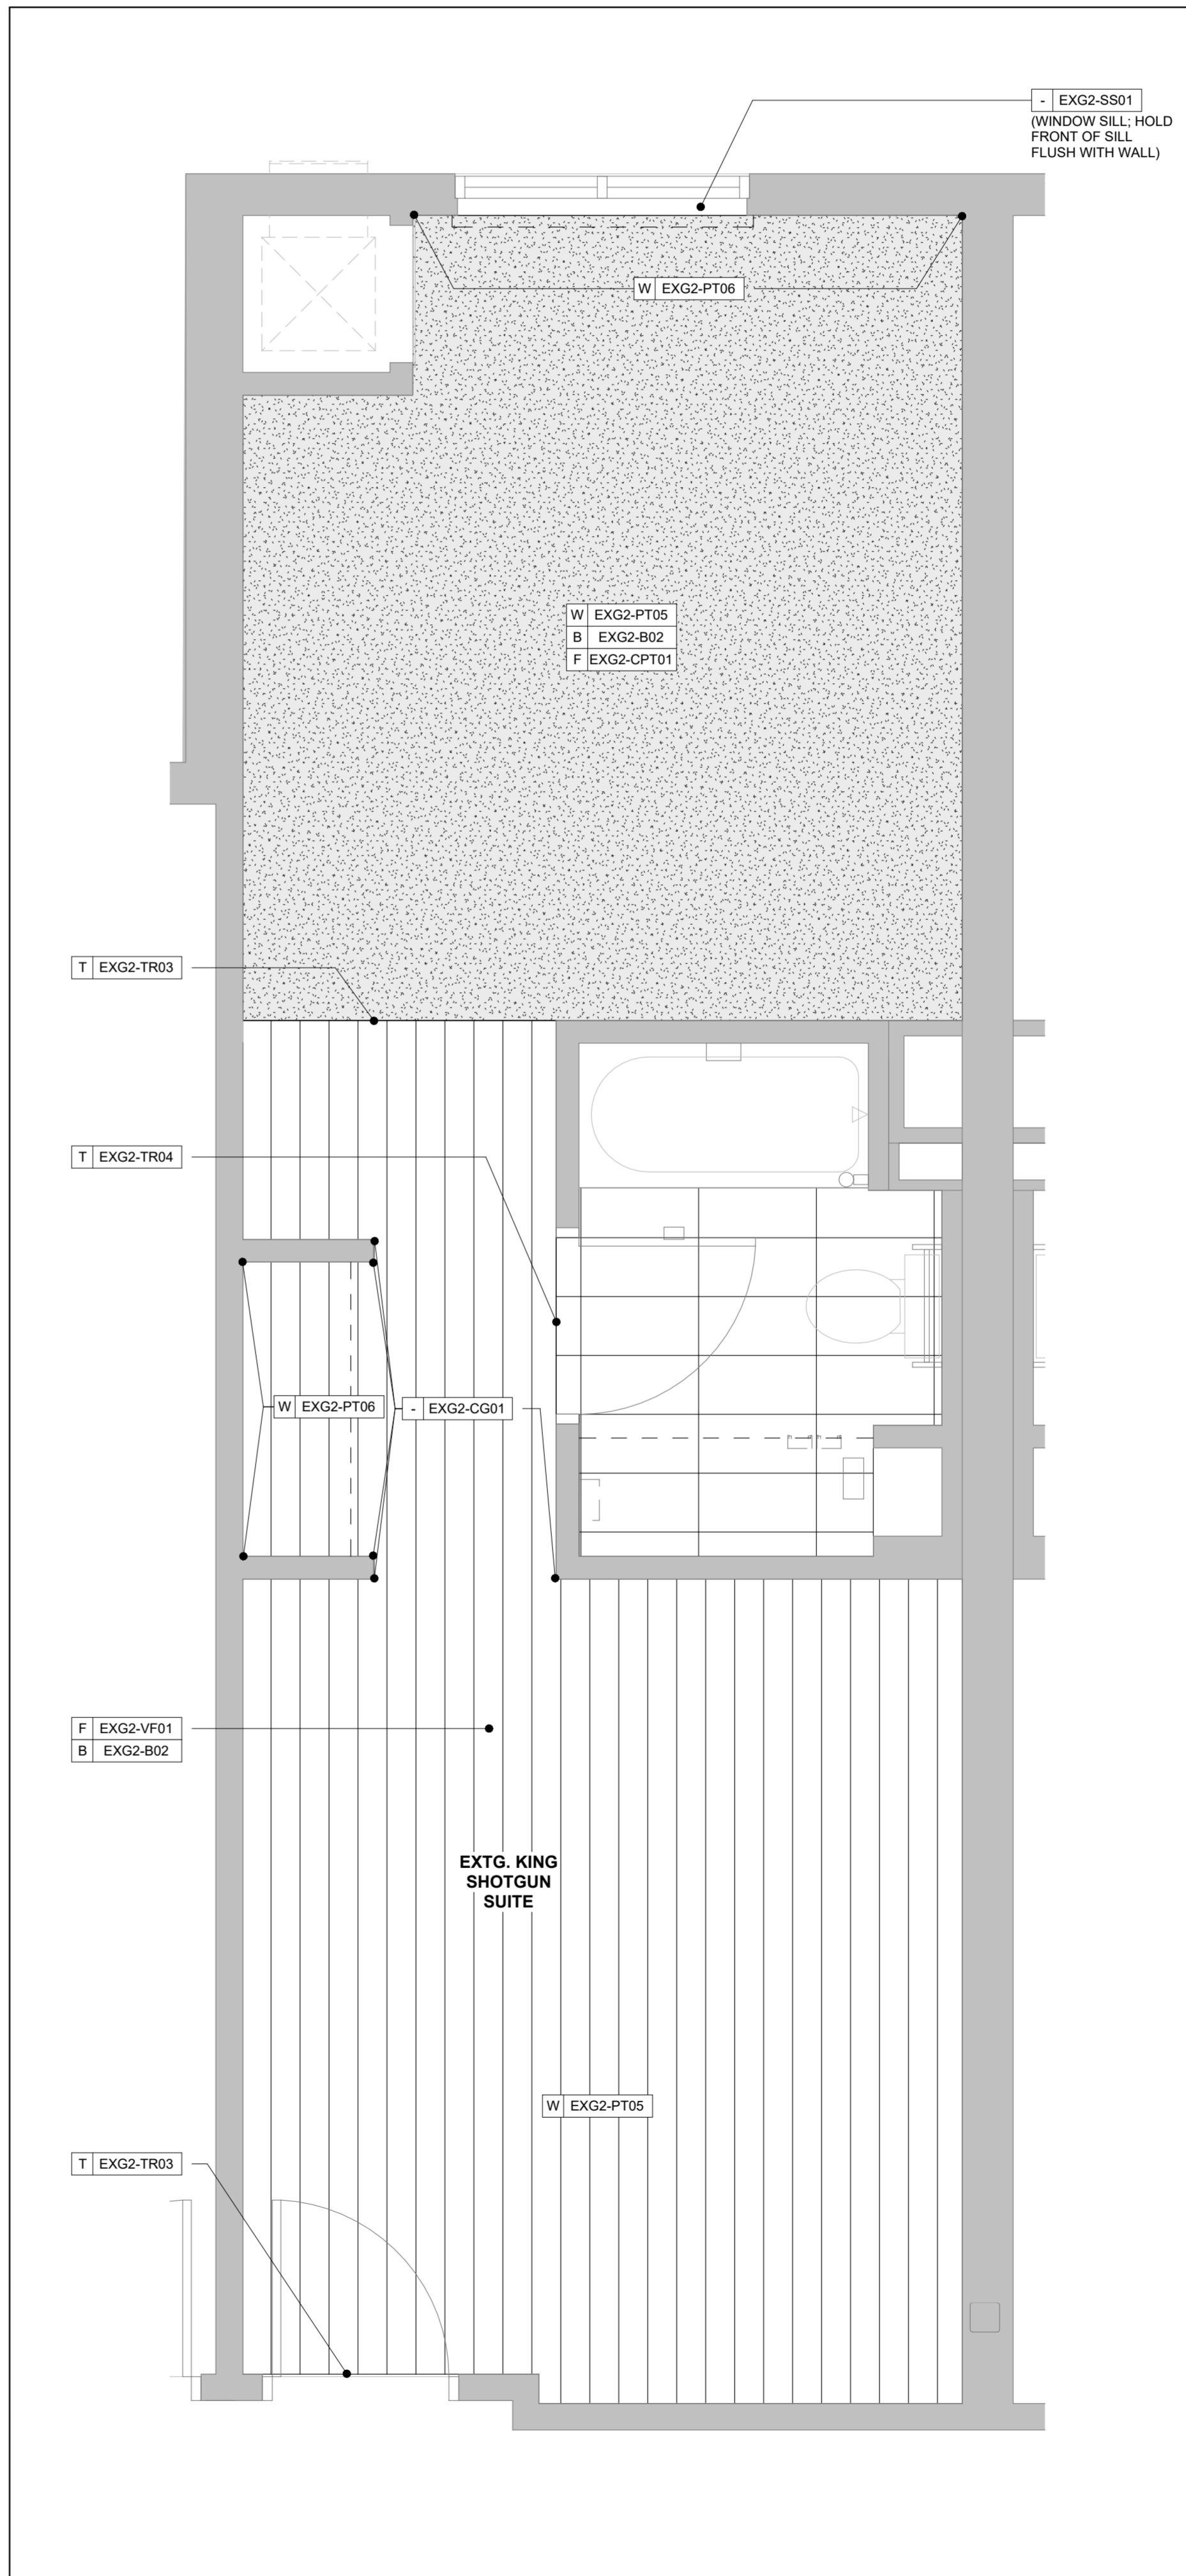 - EXG2-SS01
(WINDOW SILL; HOLD
FRONT OF SILL
FLUSH WITH WALL)
W EXG2-PT06
W EXG2-PT05
B EXG2-B02
F EXG2-CPT01
T EXG2-TR03
T EXG2-TR04
W EXG2-PT06
- EXG2-CG01
F EXG2-VF01
B EXG2-B02
EXTG. KING
SHOTGUN
SUITE
W EXG2-PT05
T EXG2-TR03